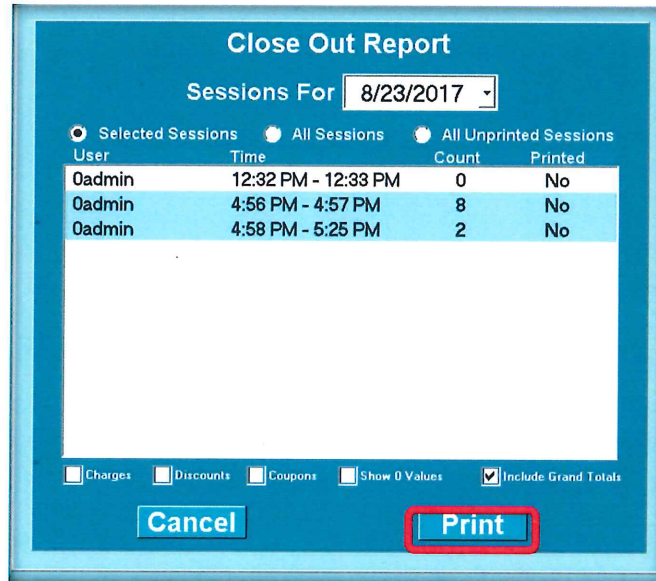 Close Out Report
Sessions For 8/23/2017
Selected Sessions All Sessions All Unprinted Sessions
User Time Count Printed
0admin 12:32 PM - 12:33 PM 0 No
0admin 4:56 PM - 4:57 PM 8 No
0admin 4:58 PM - 5:25 PM 2 No
Charges Discounts Coupons Show 0 Values Include Grand Totals
Cancel Print